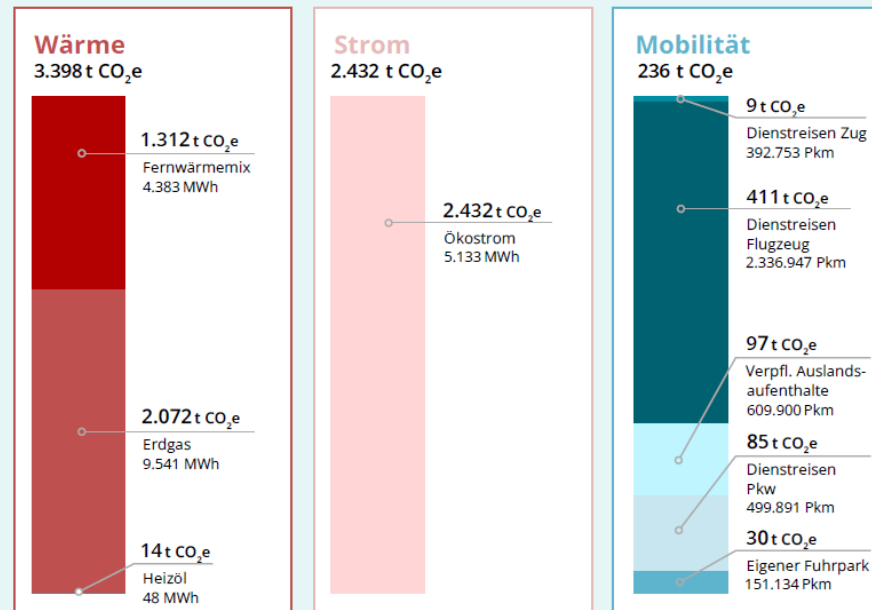 Wärme
3.398 t CO₂e
1.312 t CO₂e
Fernwärmemix
4.383 MWh
2.072 t CO₂e
Erdgas
9.541 MWh
14 t CO₂e
Heizöl
48 MWh
Strom
2.432 t CO₂e
2.432 t CO₂e
Ökostrom
5.133 MWh
Mobilität
236 t CO₂e
9 t CO₂e
Dienstreisen Zug
392.753 Pkm
411 t CO₂e
Dienstreisen
Flugzeug
2.336.947 Pkm
97 t CO₂e
Verpfl. Auslands-
aufenthalte
609.900 Pkm
85 t CO₂e
Dienstreisen
Pkw
499.891 Pkm
30 t CO₂e
Eigener Fuhrpark
151.134 Pkm